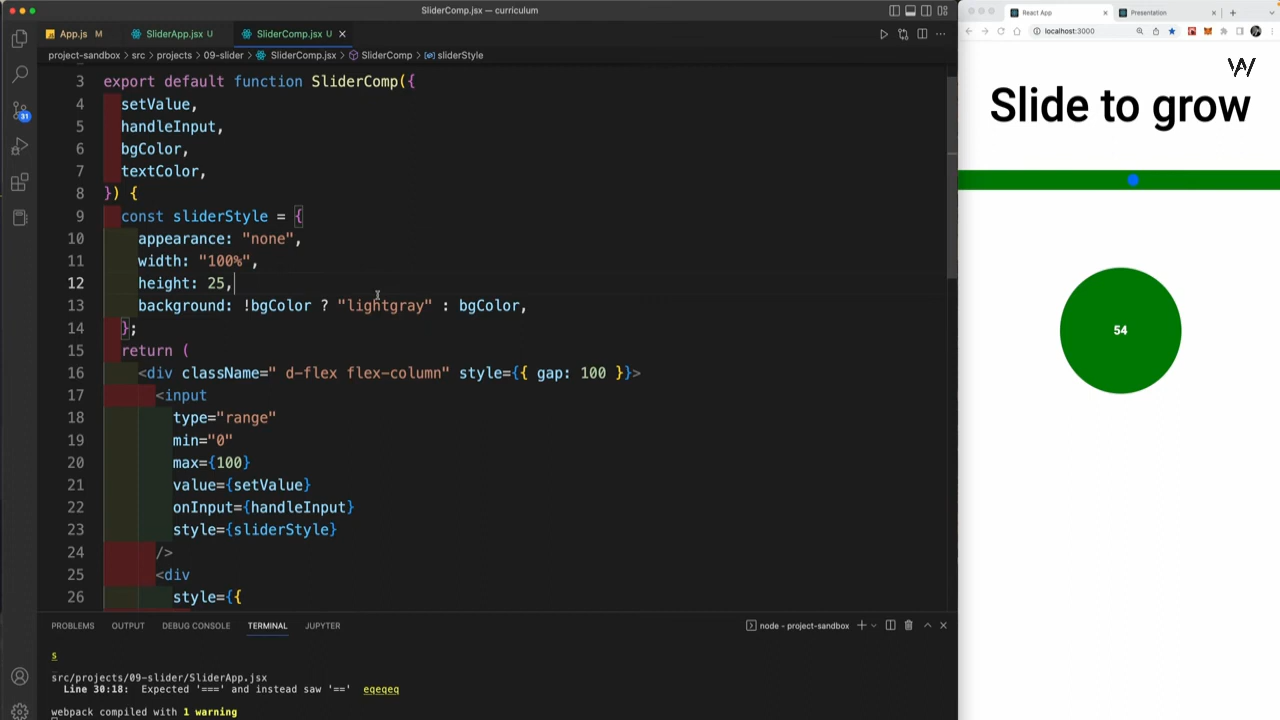 SliderComp.jsx — curriculum
App.js M
SliderApp.jsx U
SliderComp.jsx U
project-sandbox > src > projects > 09-slider > SliderComp.jsx > SliderComp > sliderStyle
3 export default function SliderComp({
4 setValue,
5 handleInput,
6 bgColor,
7 textColor,
8 }) {
9 const sliderStyle = {
10 appearance: "none",
11 width: "100%",
12 height: 25,
13 background: !bgColor ? "lightgray" : bgColor,
14 };
15 return (
16 <div className=" d-flex flex-column" style={{ gap: 100 }}>
17 <input
18 type="range"
19 min="0"
20 max={100}
21 value={setValue}
22 onInput={handleInput}
23 style={sliderStyle}
24 />
25 <div
26 style={{
31
PROBLEMS OUTPUT DEBUG CONSOLE TERMINAL JUPYTER
node - project-sandbox
s
src/projects/09-slider/SliderApp.jsx
Line 30:18: Expected '===' and instead saw '==' eqeqeq
webpack compiled with 1 warning
React App
Presentation
localhost:3000
W
Slide to grow
54